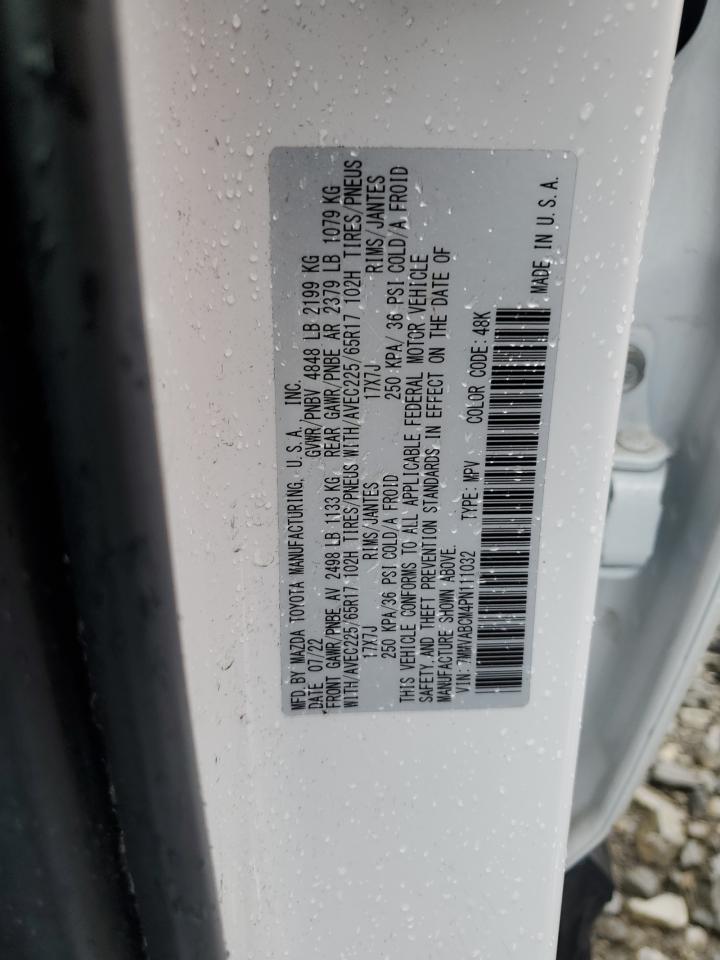 MFD. BY MAZDA TOYOTA MANUFACTURING, U.S.A. INC.
DATE 07/22 GVWR/PNBV 4848 LB 2199 KG
FRONT GAWR/PNBE AV 2498 LB 1133 KG REAR GAWR/PNBE AR 2379 LB 1079 KG
WITH/AVEC225/65R17 102H TIRES/PNEUS WITH/AVEC225/65R17 102H TIRES/PNEUS
17X7J RIMS/JANTES 17X7J RIMS/JANTES
250 KPA/36 PSI COLD/A FROID 250 KPA/ 36 PSI COLD/A FROID
THIS VEHICLE CONFORMS TO ALL APPLICABLE FEDERAL MOTOR VEHICLE
SAFETY, AND THEFT PREVENTION STANDARDS IN EFFECT ON THE DATE OF
MANUFACTURE SHOWN ABOVE.
VIN: 7MMVABCM4PN111032 TYPE: MPV COLOR CODE: 48K
MADE IN U.S.A.